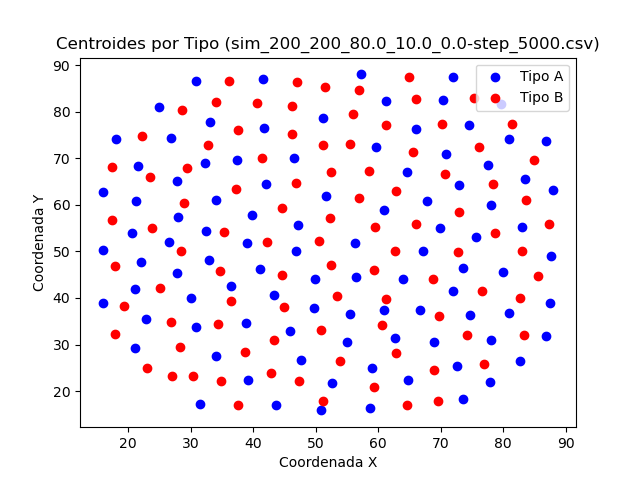 Centroides por Tipo (sim_200_200_80.0_10.0_0.0-step_5000.csv)
Tipo A
Tipo B
Coordenada Y
90
80
70
60
50
40
30
20
20 30 40 50 60 70 80 90
Coordenada X